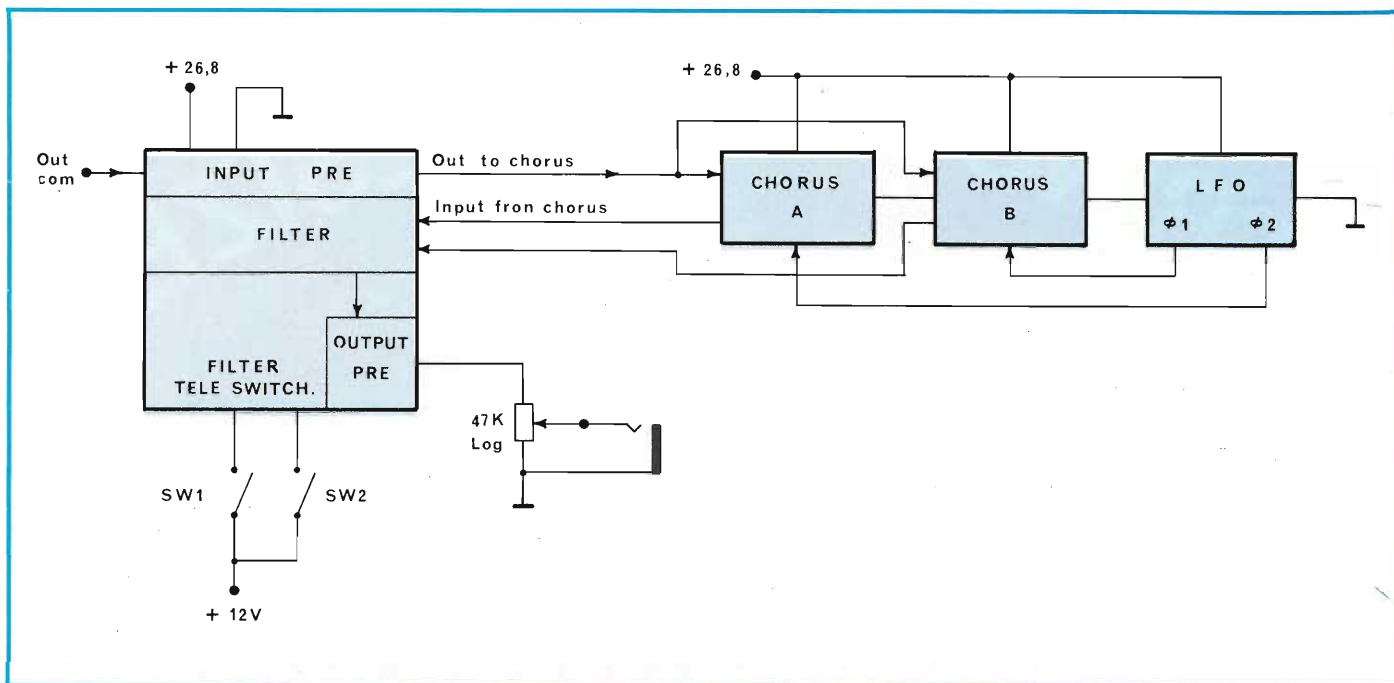 + 26,8
+ 26,8
Out
com
INPUT PRE
Out to chorus
CHORUS
A
CHORUS
B
LFO
φ1 φ2
Input fron chorus
FILTER
OUTPUT
PRE
FILTER
TELE SWITCH.
47K
Log
SW1
SW2
+ 12V